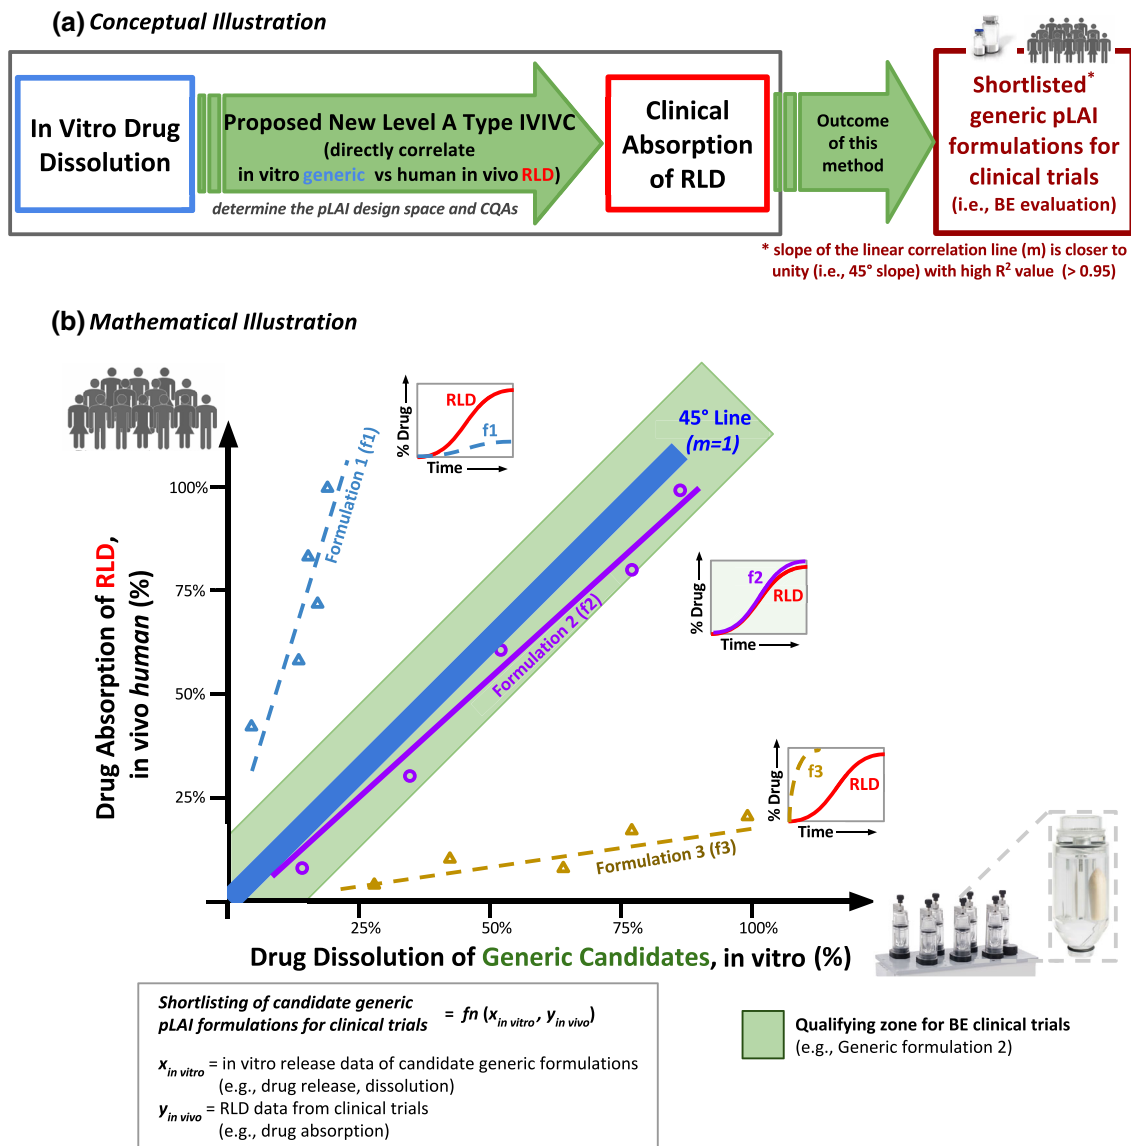 (a) Conceptual Illustration
In Vitro Drug
Dissolution
Proposed New Level A Type IVIVC
(directly correlate
in vitro generic vs human in vivo RLD)
determine the pLAI design space and CQAs
Clinical
Absorption
of RLD
Outcome
of this
method
Shortlisted*
generic pLAI
formulations for
clinical trials
(i.e., BE evaluation)
* slope of the linear correlation line (m) is closer to
unity (i.e., 45° slope) with high R² value (> 0.95)
(b) Mathematical Illustration
Drug Absorption of RLD,
in vivo human (%)
100%
75%
50%
25%
Formulation 1 (f1)
% Drug
RLD
f1
Time
45° Line
(m=1)
Formulation 2 (f2)
% Drug
f2
RLD
Time
% Drug
f3
RLD
Time
Formulation 3 (f3)
25%
50%
75%
100%
Drug Dissolution of Generic Candidates, in vitro (%)
Shortlisting of candidate generic
pLAI formulations for clinical trials = fn (x in vitro, y in vivo)
x in vitro = in vitro release data of candidate generic formulations
(e.g., drug release, dissolution)
y in vivo = RLD data from clinical trials
(e.g., drug absorption)
Qualifying zone for BE clinical trials
(e.g., Generic formulation 2)